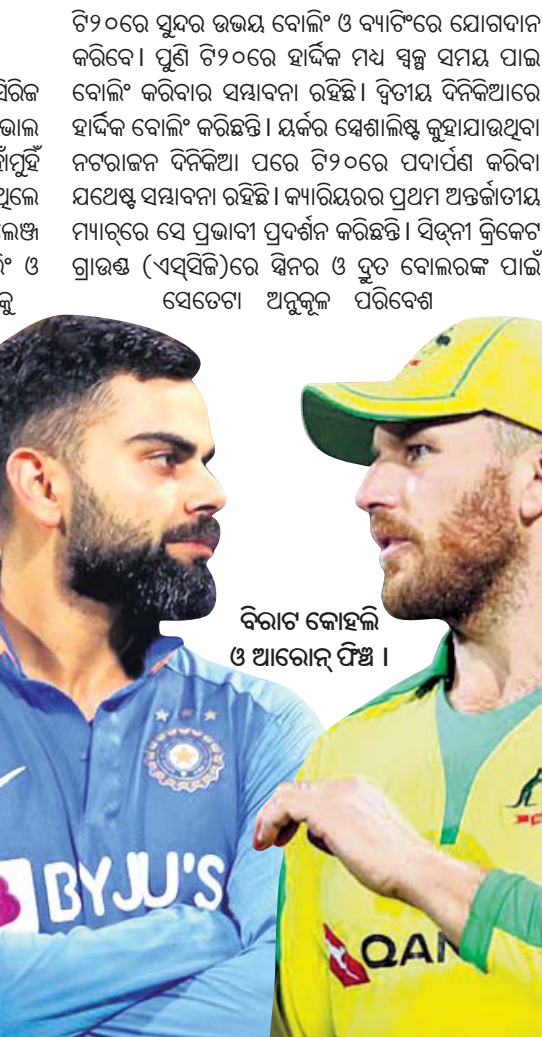 ସିରିଜ
ଭାଲ
ହାଁମୁହିଁ
ଥିଲେ
ଲେଞ୍ଜ
ିଂ ଓ
କୁ
ଟି୨୦ରେ ସୁନ୍ଦର ଉଭୟ ବୋଲିଂ ଓ ବ୍ୟାଟିଂରେ ଯୋଗଦାନ
କରିବେ। ପୁଣି ଟି୨୦ରେ ହାର୍ଦ୍ଦିକ ମଧ୍ୟ ସ୍ୱଳ୍ପ ସମୟ ପାଇ
ବୋଲିଂ କରିବାର ସମ୍ଭାବନା ରହିଛି। ଦ୍ୱିତୀୟ ଦିନିକିଆରେ
ହାର୍ଦ୍ଦିକ ବୋଲିଂ କରିଛନ୍ତି। ୟର୍କର ସ୍ପେଶାଲିଷ୍ଟ କୁହାଯାଉଥିବା
ନଟରାଜନ ଦିନିକିଆ ପରେ ଟି୨୦ରେ ପଦାର୍ପଣ କରିବା
ଯଥେଷ୍ଟ ସମ୍ଭାବନା ରହିଛି। କ୍ୟାରିୟରର ପ୍ରଥମ ଅନ୍ତର୍ଜାତୀୟ
ମ୍ୟାଚ୍‌ରେ ସେ ପ୍ରଭାବୀ ପ୍ରଦର୍ଶନ କରିଛନ୍ତି। ସିଡ୍‌ନୀ କ୍ରିକେଟ
ଗ୍ରାଉଣ୍ଡ (ଏସ୍‌ସିଜି)ରେ ସ୍ପିନର ଓ ଦ୍ରୁତ ବୋଲରଙ୍କ ପାଇଁ
ସେତେଟା ଅନୁକୂଳ ପରିବେଶ
ବିରାଟ କୋହଲି
ଓ ଆରୋନ୍ ଫିଞ୍ଚ ।
BYJU'S
QAN